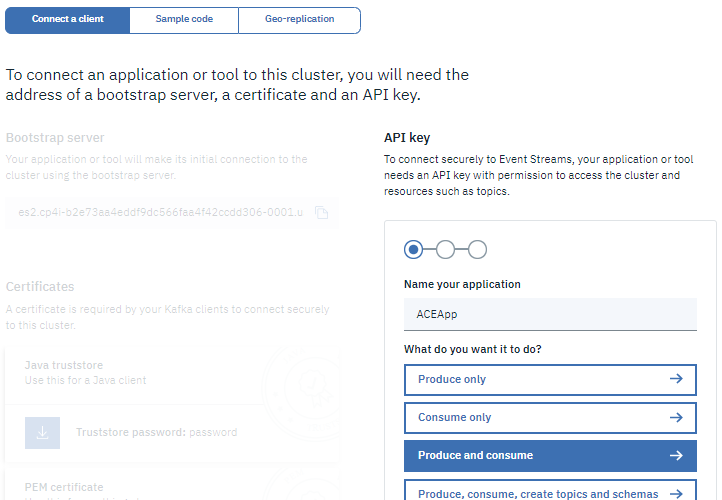 Connect a client
Sample code
Geo-replication
To connect an application or tool to this cluster, you will need the
address of a bootstrap server, a certificate and an API key.
Bootstrap server
Your application or tool will make its initial connection to the
cluster using the bootstrap server.
es2.cp4i-b2e73aa4eddf9dc566faa4f42ccdd306-0001.u
Certificates
A certificate is required by your Kafka clients to connect securely
to this cluster.
Java truststore
Use this for a Java client
Truststore password: password
PEM certificate
API key
To connect securely to Event Streams, your application or tool
needs an API key with permission to access the cluster and
resources such as topics.
Name your application
ACEApp
What do you want it to do?
Produce only
Consume only
Produce and consume
Produce, consume, create topics and schemas